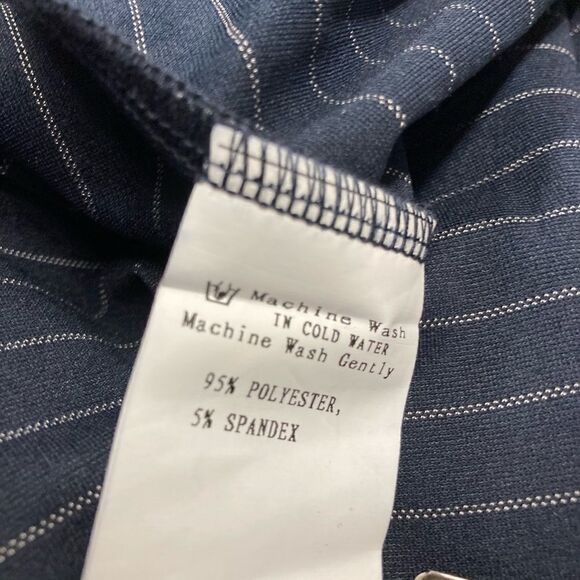 Machine Wash
IN COLD WATER
Machine Wash Gently
95% POLYESTER,
5% SPANDEX